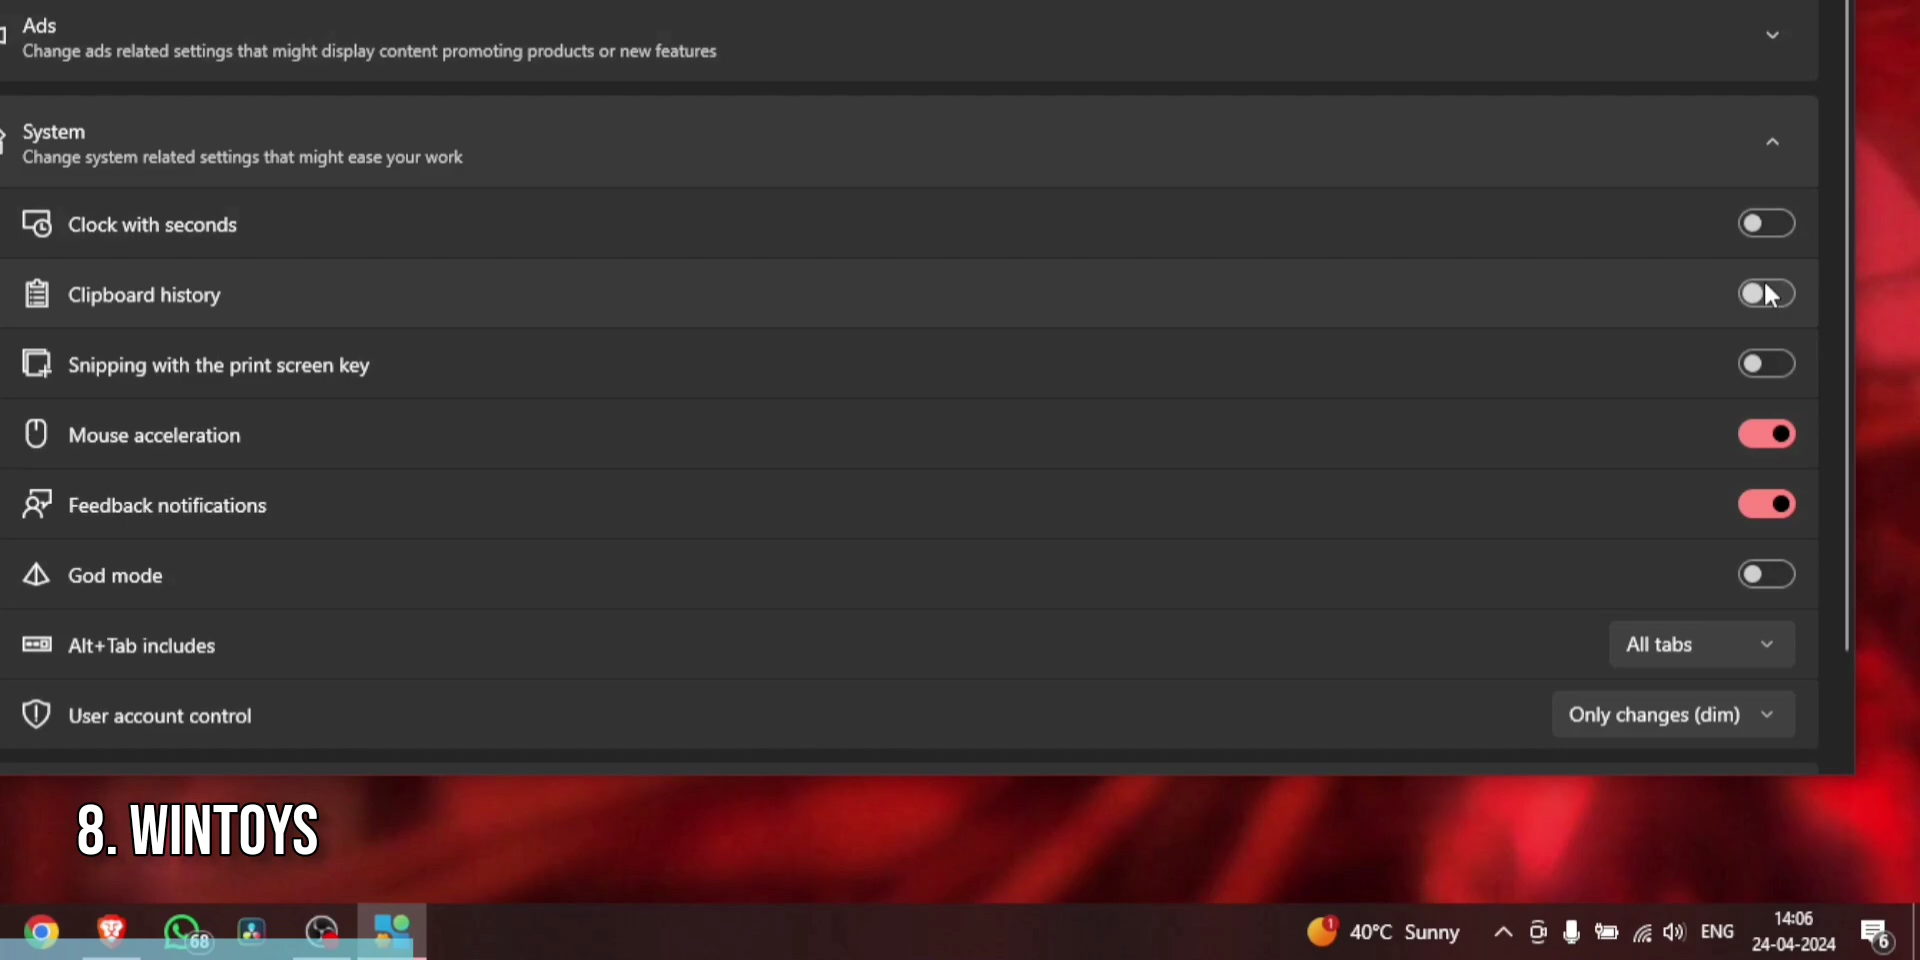 Ads
Change ads related settings that might display content promoting products or new features
System
Change system related settings that might ease your work
Clock with seconds
Clipboard history
Snipping with the print screen key
Mouse acceleration
Feedback notifications
God mode
Alt+Tab includes
All tabs
User account control
Only changes (dim)
8. WINTOYS
68
1
40°C Sunny
ENG
14:06
24-04-2024
6